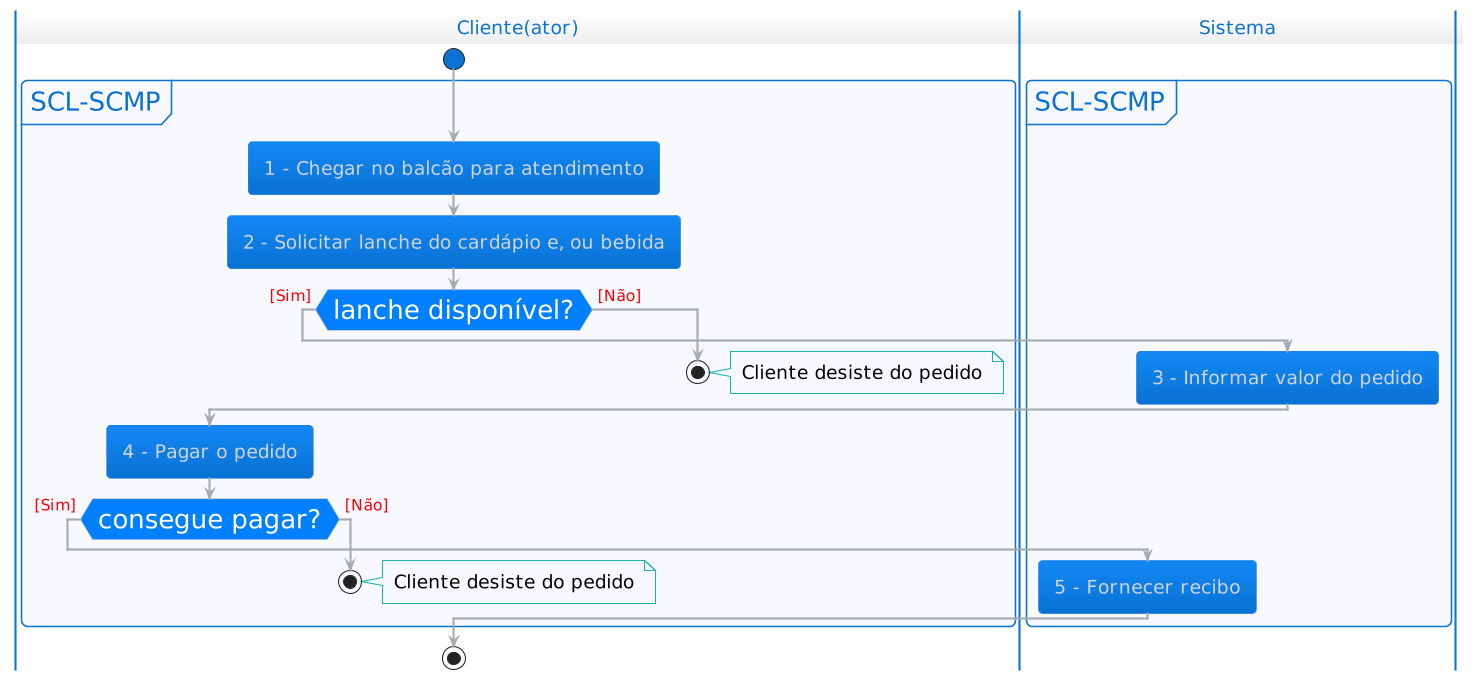 Cliente(ator)
Sistema
SCL-SCMP
SCL-SCMP
1 - Chegar no balcão para atendimento
2 - Solicitar lanche do cardápio e, ou bebida
[Sim]
lanche disponível?
[Não]
Cliente desiste do pedido
3 - Informar valor do pedido
4 - Pagar o pedido
[Sim]
consegue pagar?
[Não]
Cliente desiste do pedido
5 - Fornecer recibo